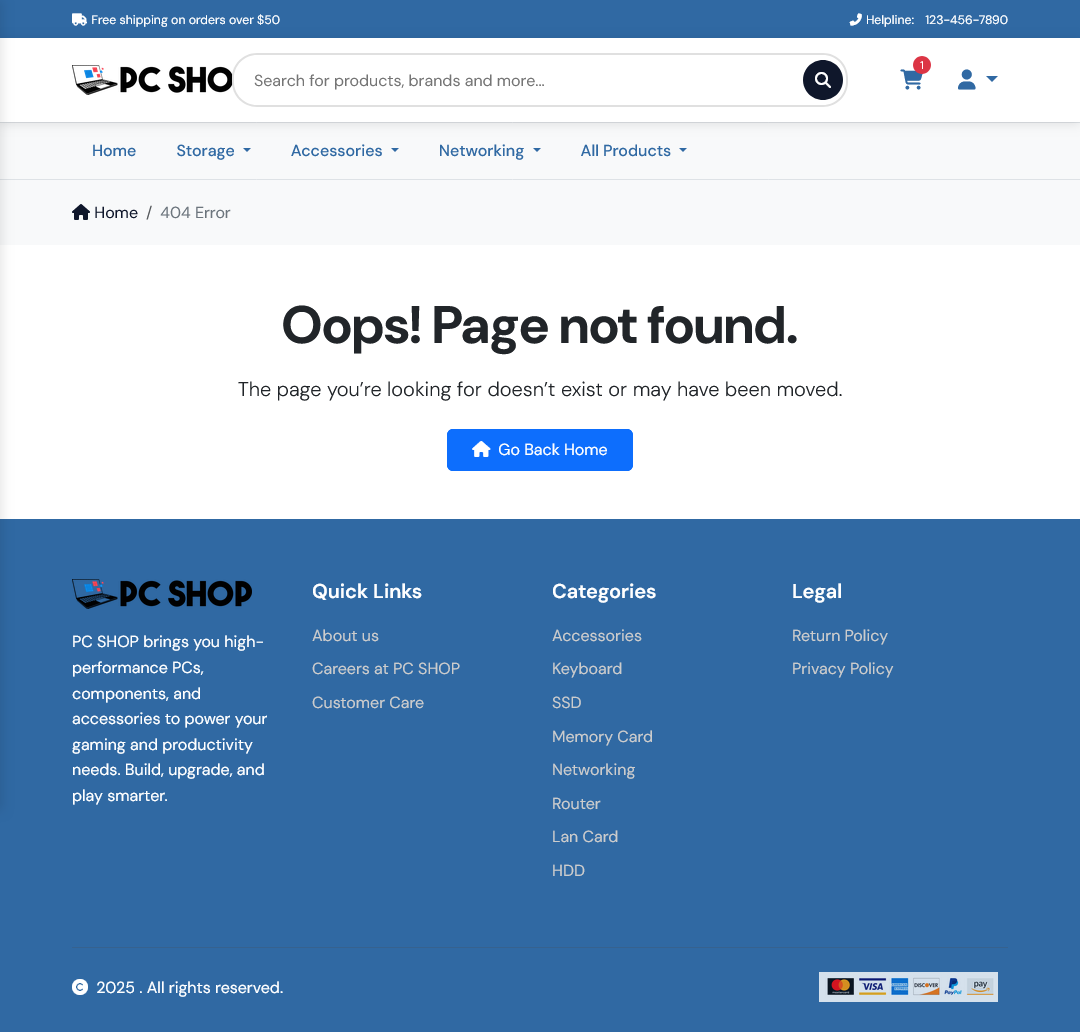 Free shipping on orders over $50
Helpline: 123-456-7890
PC SHO
Search for products, brands and more...
1
Home
Storage
Accessories
Networking
All Products
Home / 404 Error
Oops! Page not found.
The page you’re looking for doesn’t exist or may have been moved.
Go Back Home
PC SHOP
PC SHOP brings you high-
performance PCs,
components, and
accessories to power your
gaming and productivity
needs. Build, upgrade, and
play smarter.
Quick Links
About us
Careers at PC SHOP
Customer Care
Categories
Accessories
Keyboard
SSD
Memory Card
Networking
Router
Lan Card
HDD
Legal
Return Policy
Privacy Policy
© 2025 . All rights reserved.
VISA
DISCOVER
PayPal
pay